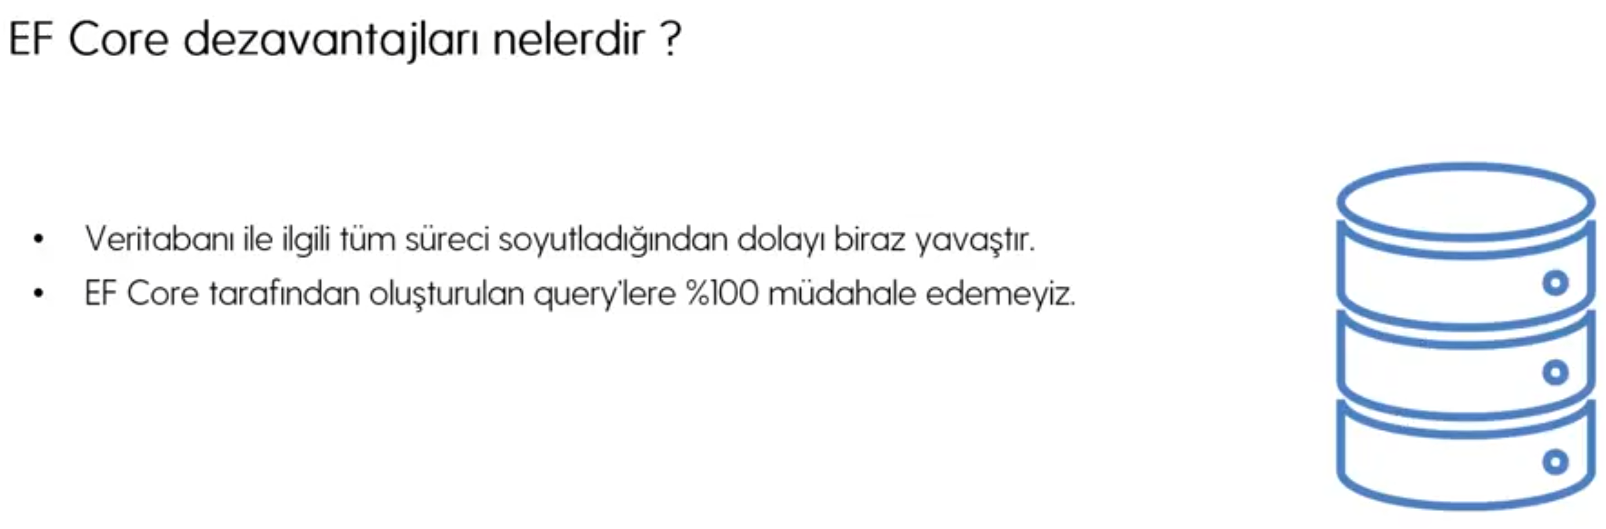 EF Core dezavantajları nelerdir ?
• Veritabanı ile ilgili tüm süreci soyutladığından dolayı biraz yavaştır.
• EF Core tarafından oluşturulan query'lere %100 müdahale edemeyiz.